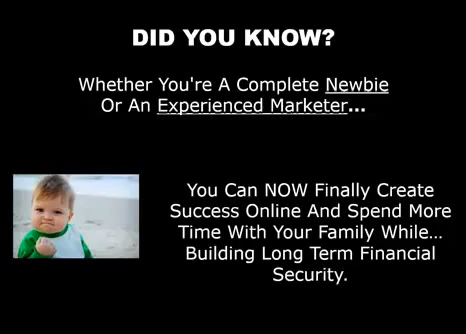 DID YOU KNOW?
Whether You're A Complete Newbie
Or An Experienced Marketer...
You Can NOW Finally Create
Success Online And Spend More
Time With Your Family While...
Building Long Term Financial
Security.